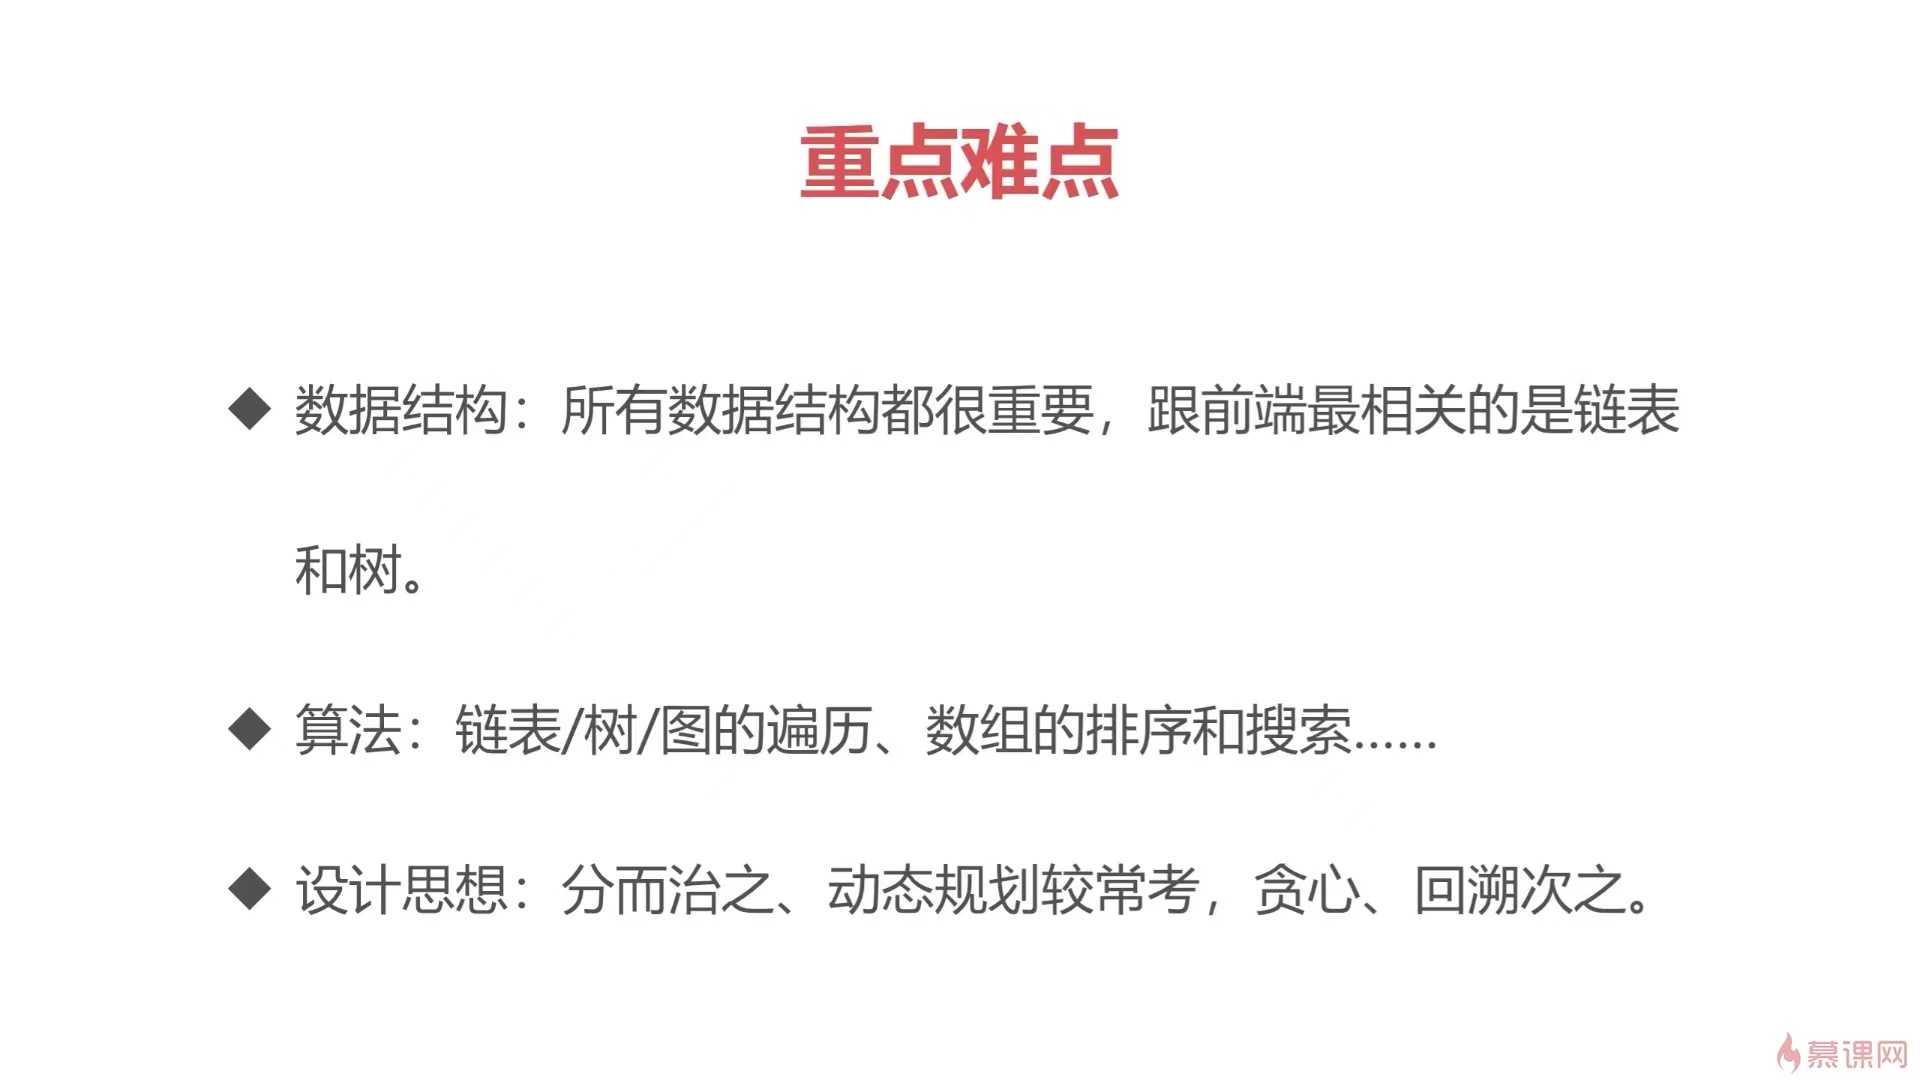 重点难点
◆ 数据结构：所有数据结构都很重要，跟前端最相关的是链表
和树。
◆ 算法：链表/树/图的遍历、数组的排序和搜索......
◆ 设计思想：分而治之、动态规划较常考，贪心、回溯次之。
慕课网